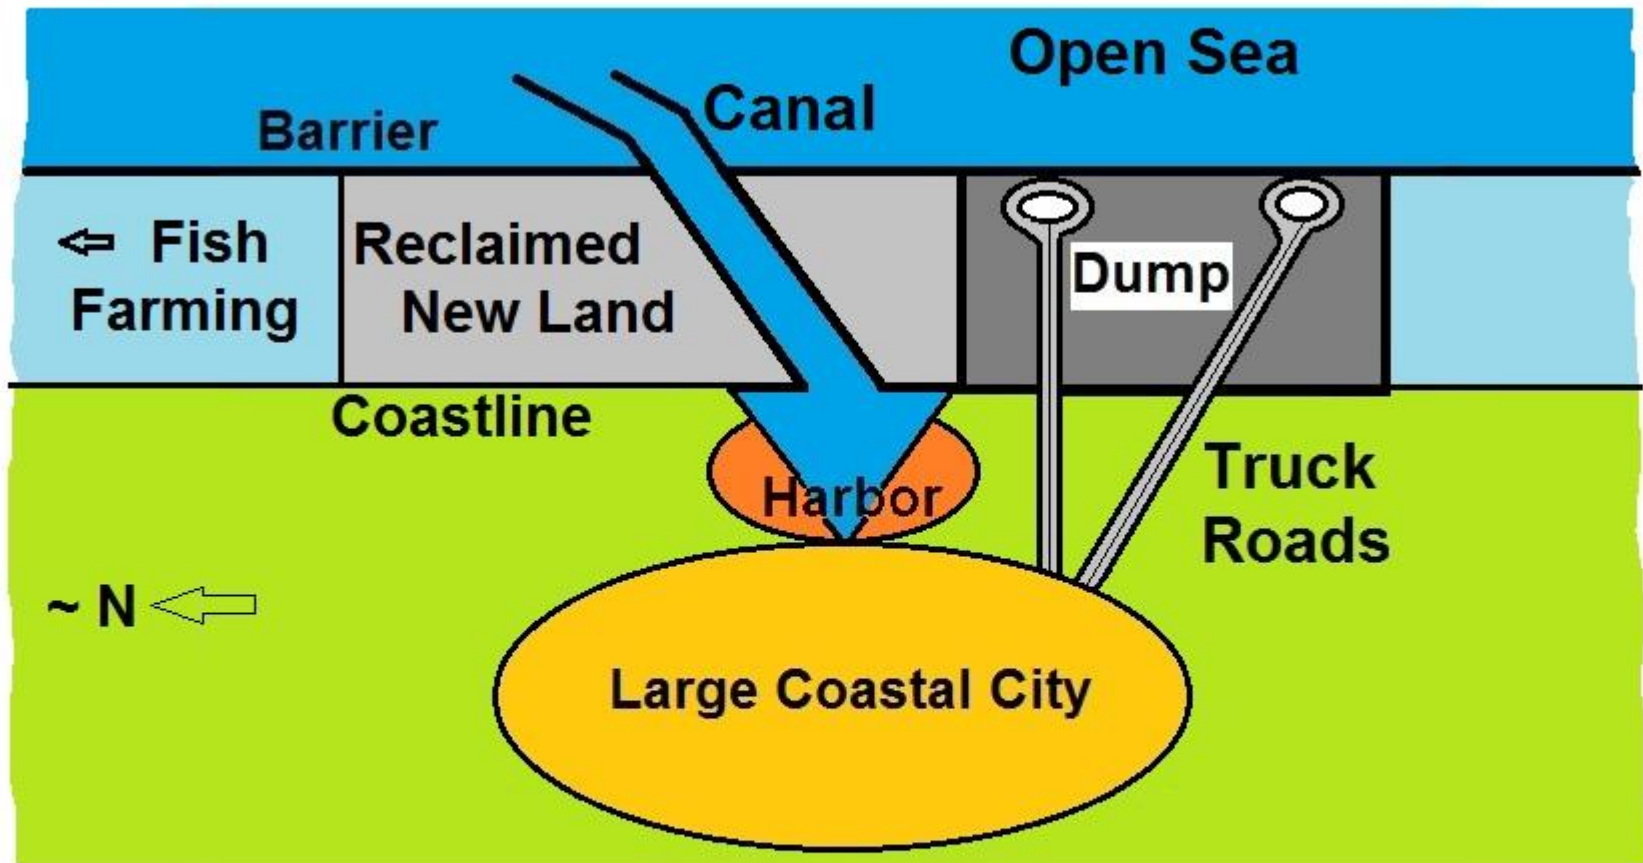 Open Sea
Canal
Barrier
Fish
Farming
Reclaimed
New Land
Dump
Coastline
Truck
Roads
Harbor
~ N
Large Coastal City